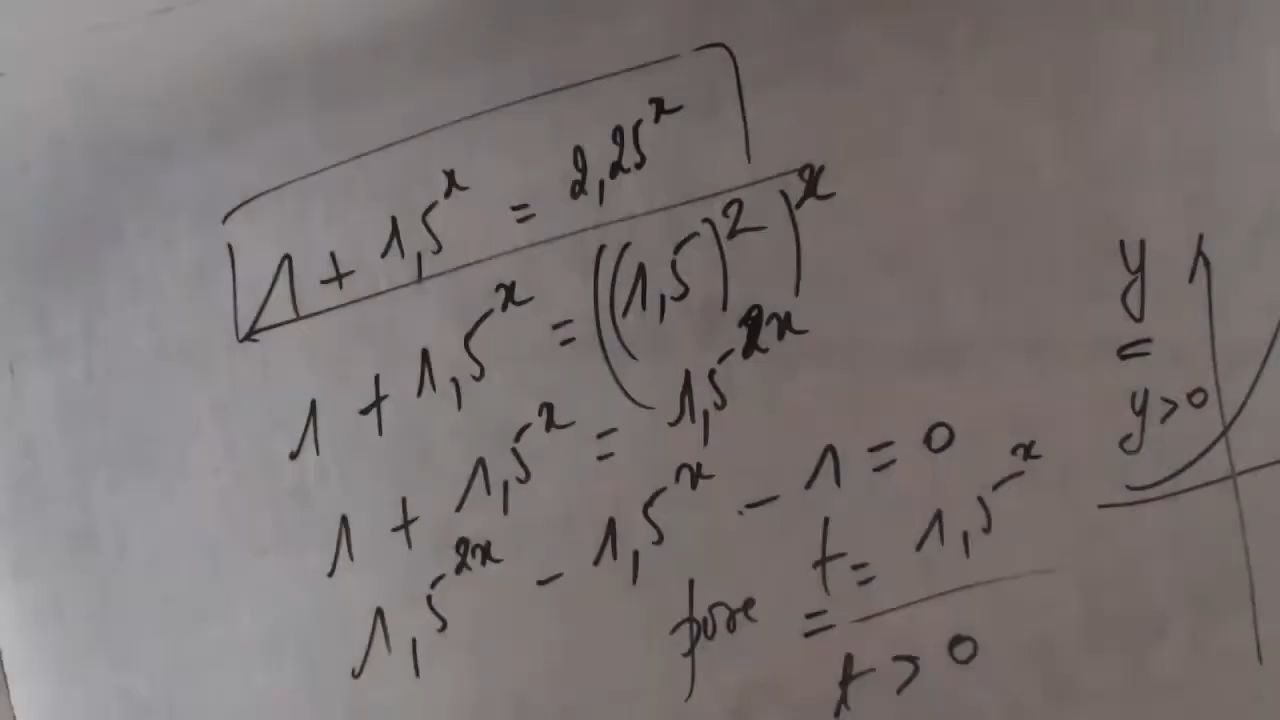 1 + 1,5^x = 2,25^x
1 + 1,5^x = ((1,5)^2)^x
1 + 1,5^x = 1,5^2x
1,5^2x - 1,5^x - 1 = 0
pose = t = 1,5^x
t > 0
y
=
y>0